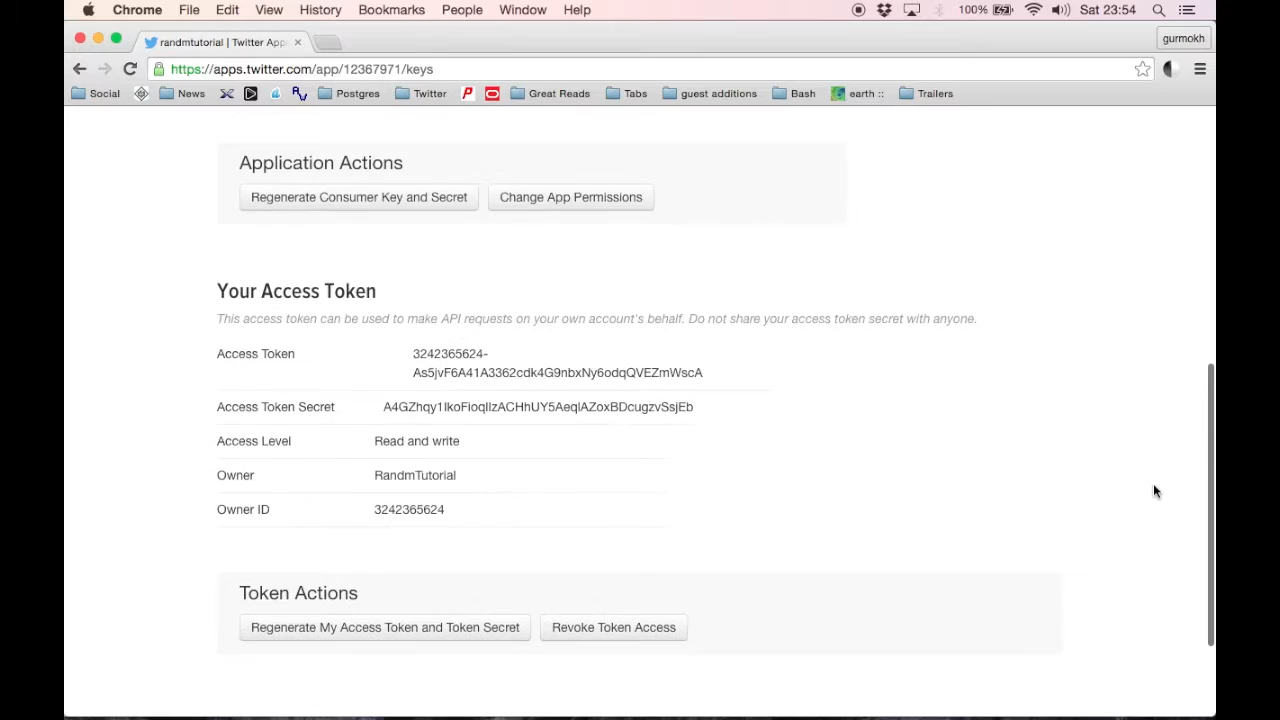 Chrome File Edit View History Bookmarks People Window Help 100% Sat 23:54
randmtutorial | Twitter App
gurmokh
https://apps.twitter.com/app/12367971/keys
Social News Postgres Twitter Great Reads Tabs guest additions Bash earth :: Trailers
Application Actions
Regenerate Consumer Key and Secret Change App Permissions
Your Access Token
This access token can be used to make API requests on your own account's behalf. Do not share your access token secret with anyone.
Access Token 3242365624-
As5jvF6A41A3362cdk4G9nbxNy6odqQVEZmWscA
Access Token Secret
Access Level Read and write
Owner RandmTutorial
Owner ID 3242365624
Token Actions
Regenerate My Access Token and Token Secret Revoke Token Access